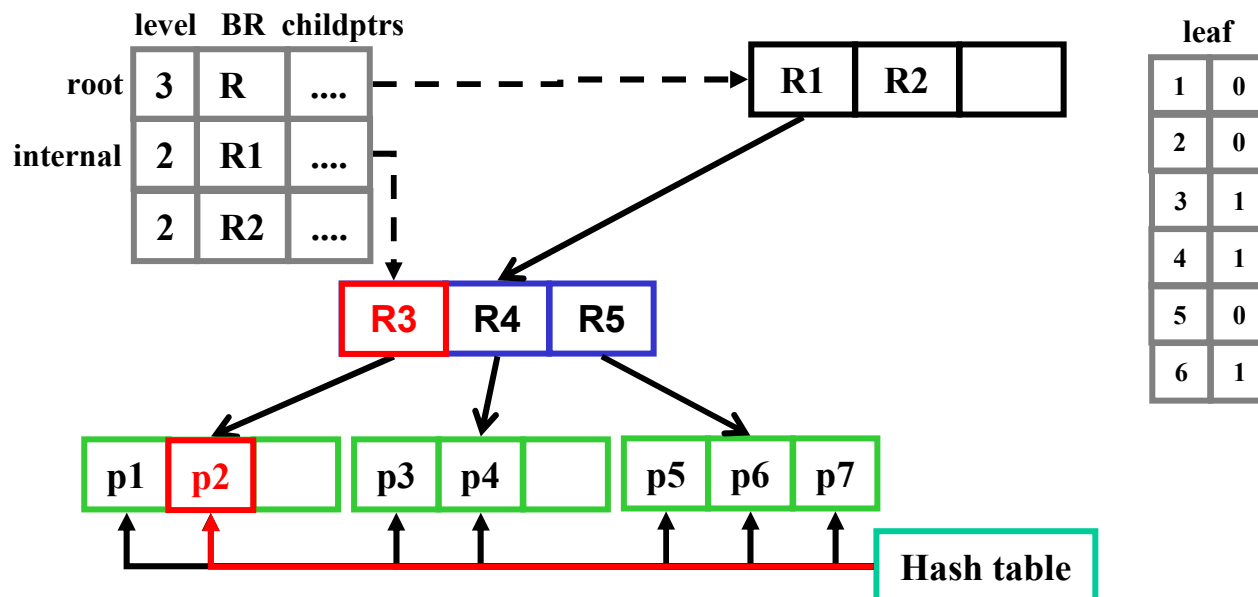 level BR childptrs
root 3 R ....
internal 2 R1 ....
2 R2 ....
R1 R2
leaf
1 0
2 0
3 1
4 1
5 0
6 1
R3 R4 R5
p1 p2 p3 p4 p5 p6 p7
Hash table